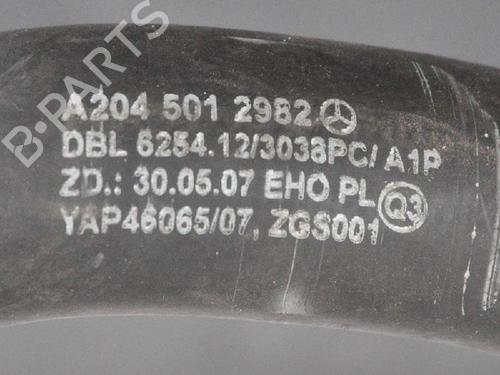 A204 501 2982
DBL 6254.12/3038PC/A1P
ZD.: 30.05.07 EHO PL
Q3
YAP46065/07, ZGS001
B-PARTS